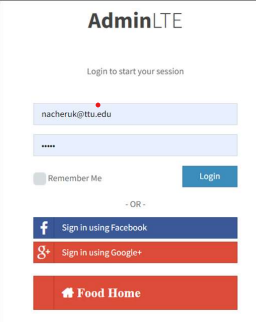 AdminLTE
Login to start your session
nacheruk@ttu.edu
•••••
Remember Me
Login
- OR -
f Sign in using Facebook
g+ Sign in using Google+
Food Home